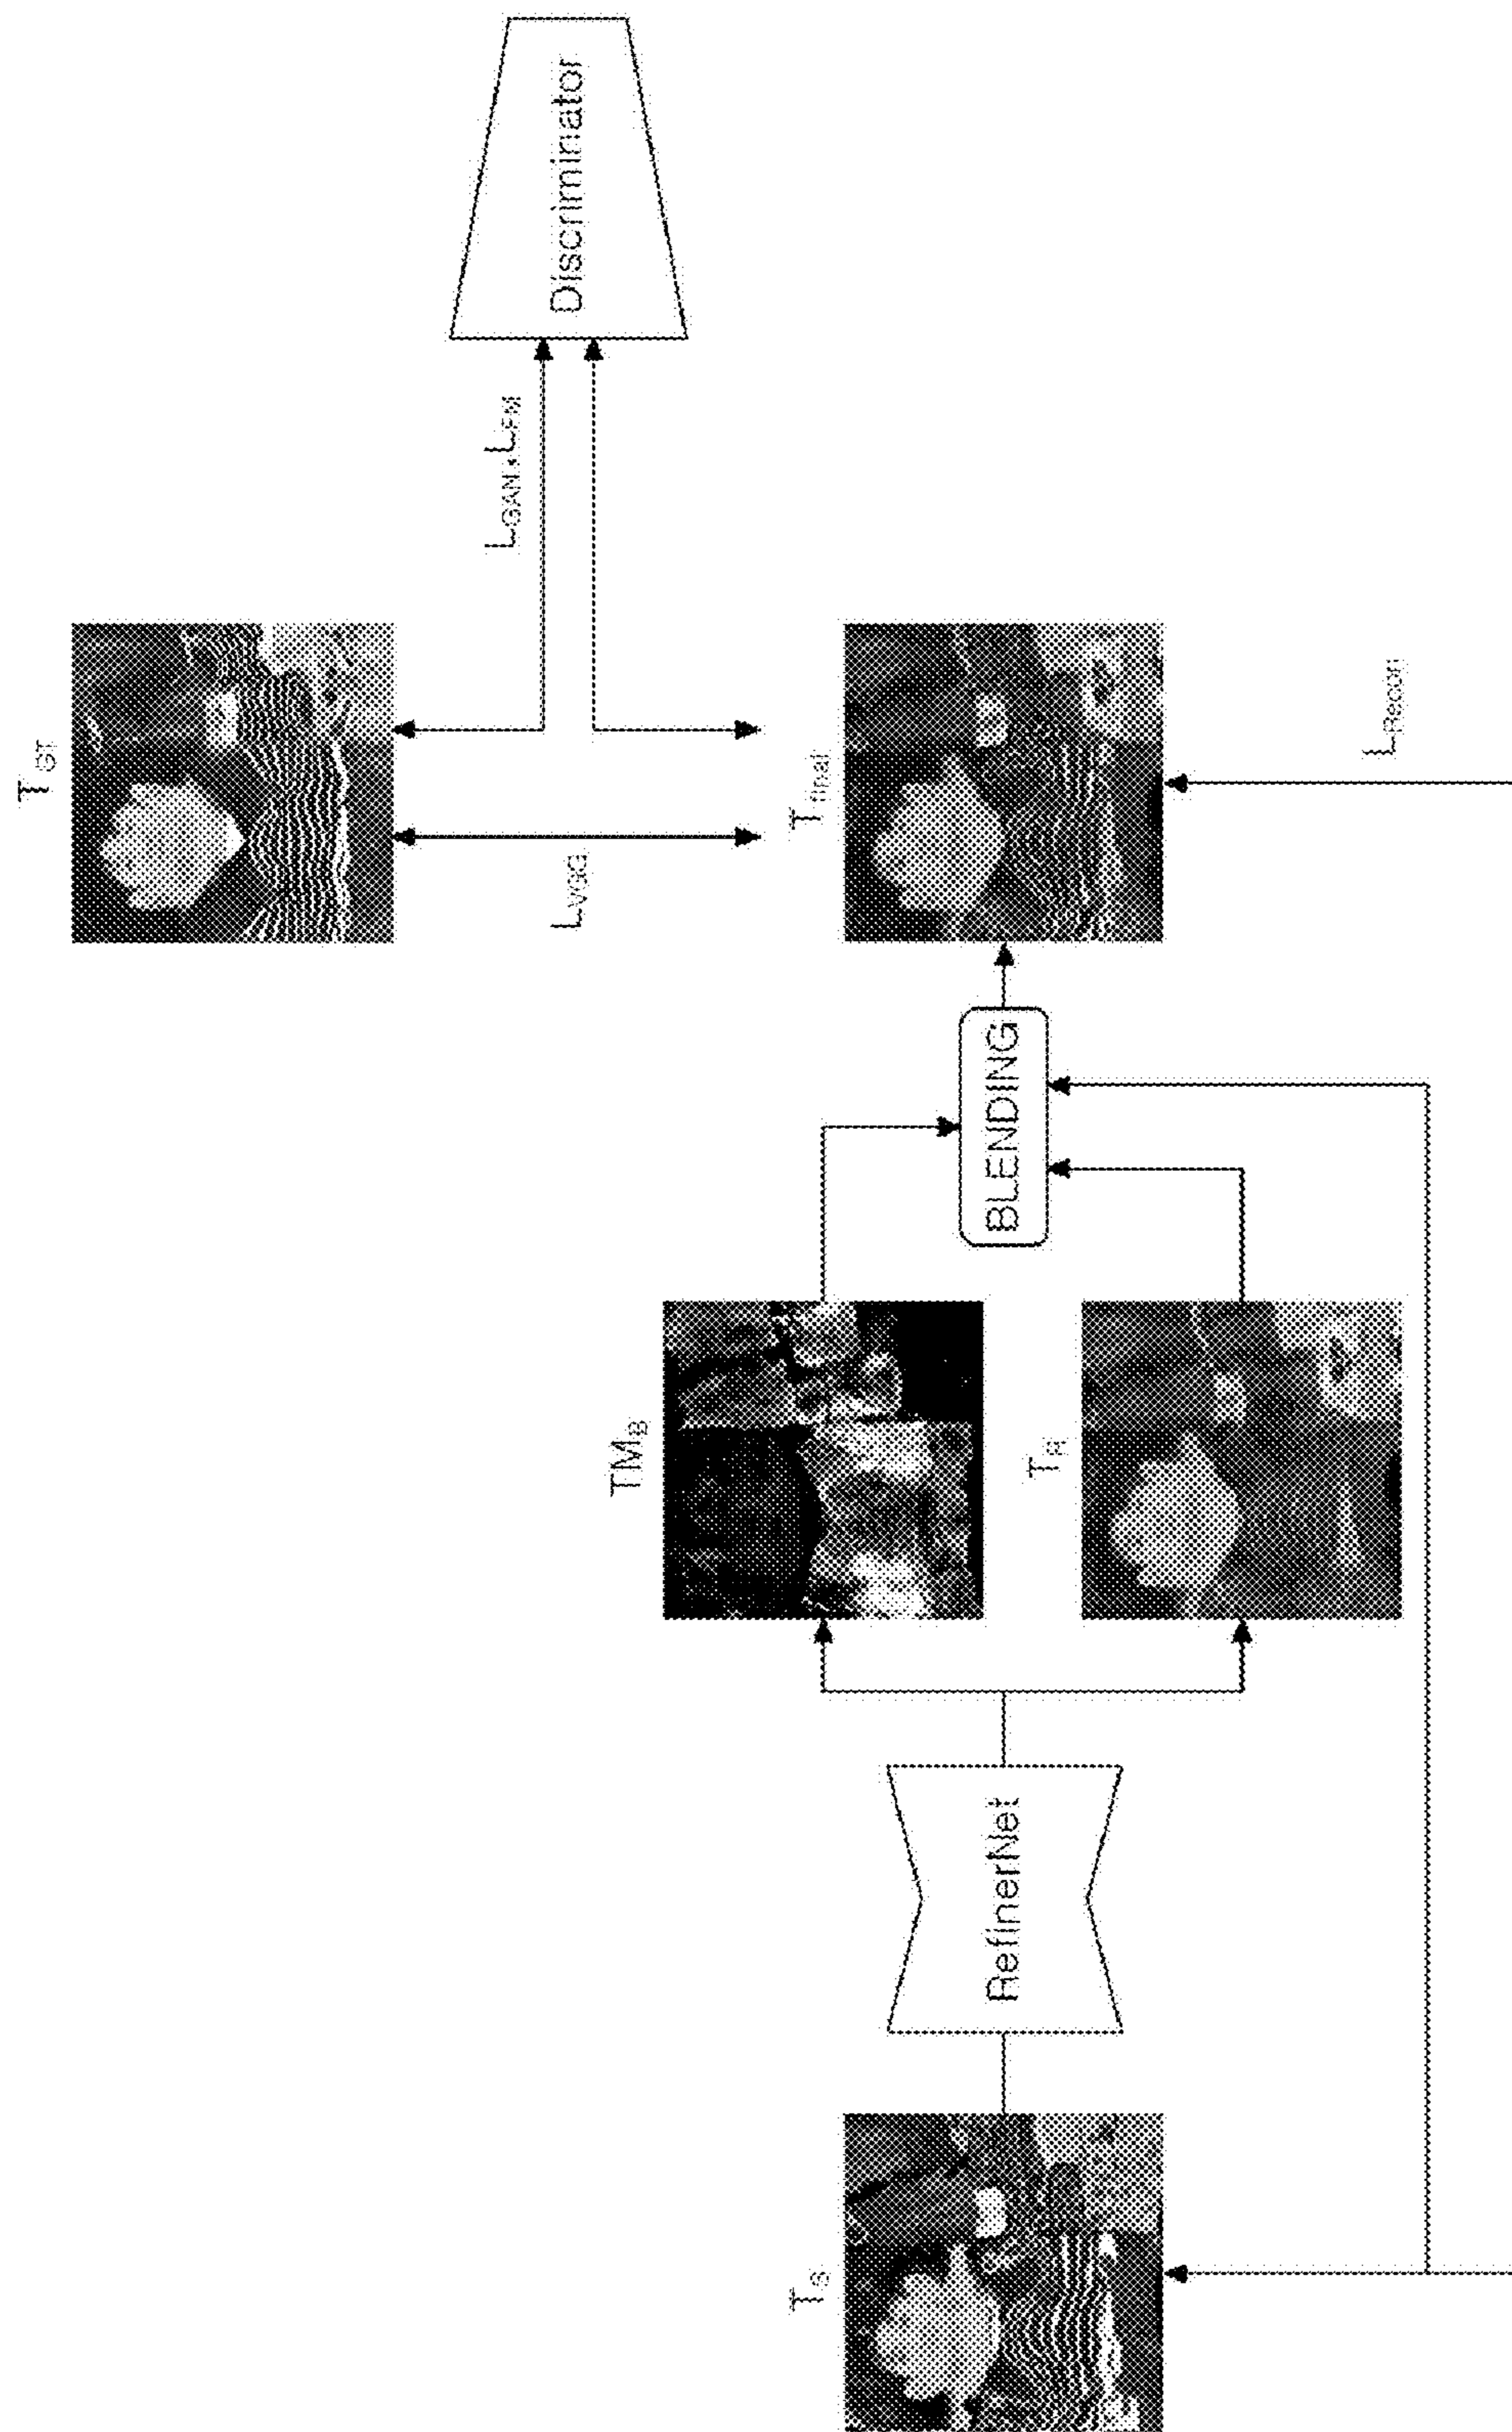 T_S
RefinerNet
TM_B
T_R
BLENDING
T_final
L_Recon
T_GT
L_VGG
L_GAN, L_FM
Discriminator